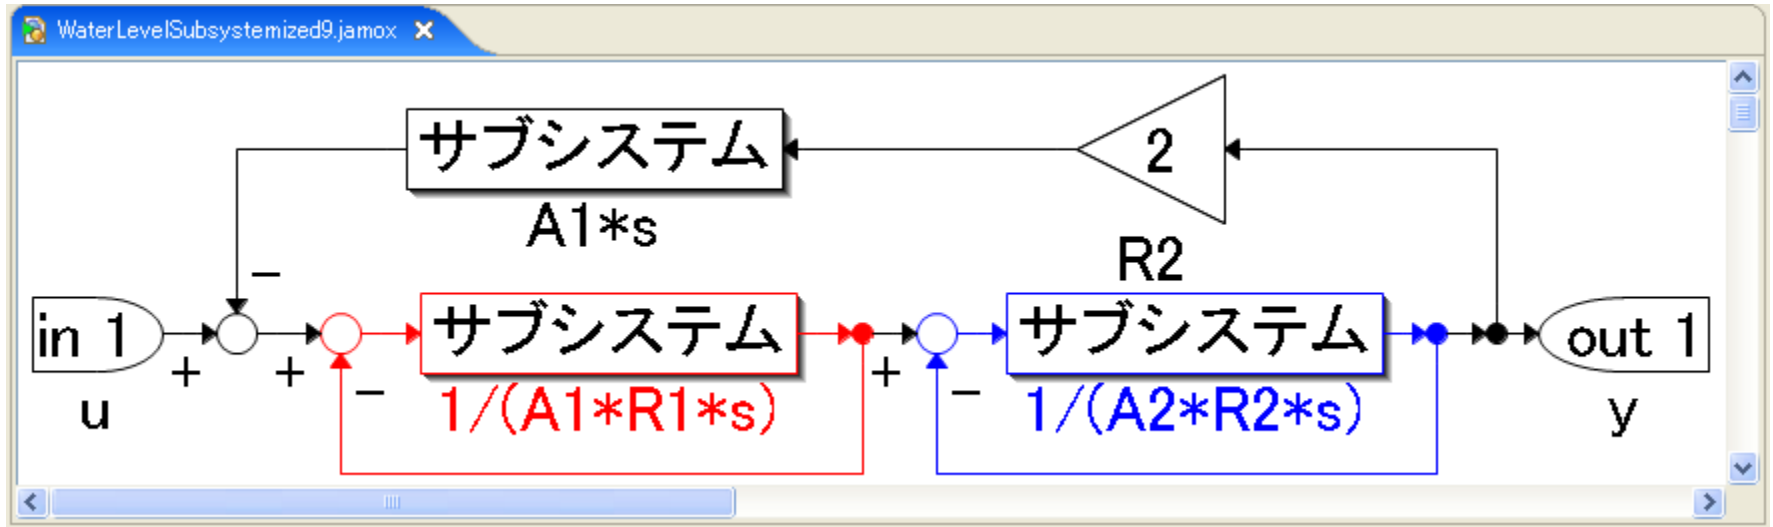 WaterLevelSubsystemized9.jamox
サブシステム
A1*s
2
R2
−
in 1
u
+
+
−
サブシステム
1/(A1*R1*s)
+
−
サブシステム
1/(A2*R2*s)
out 1
y